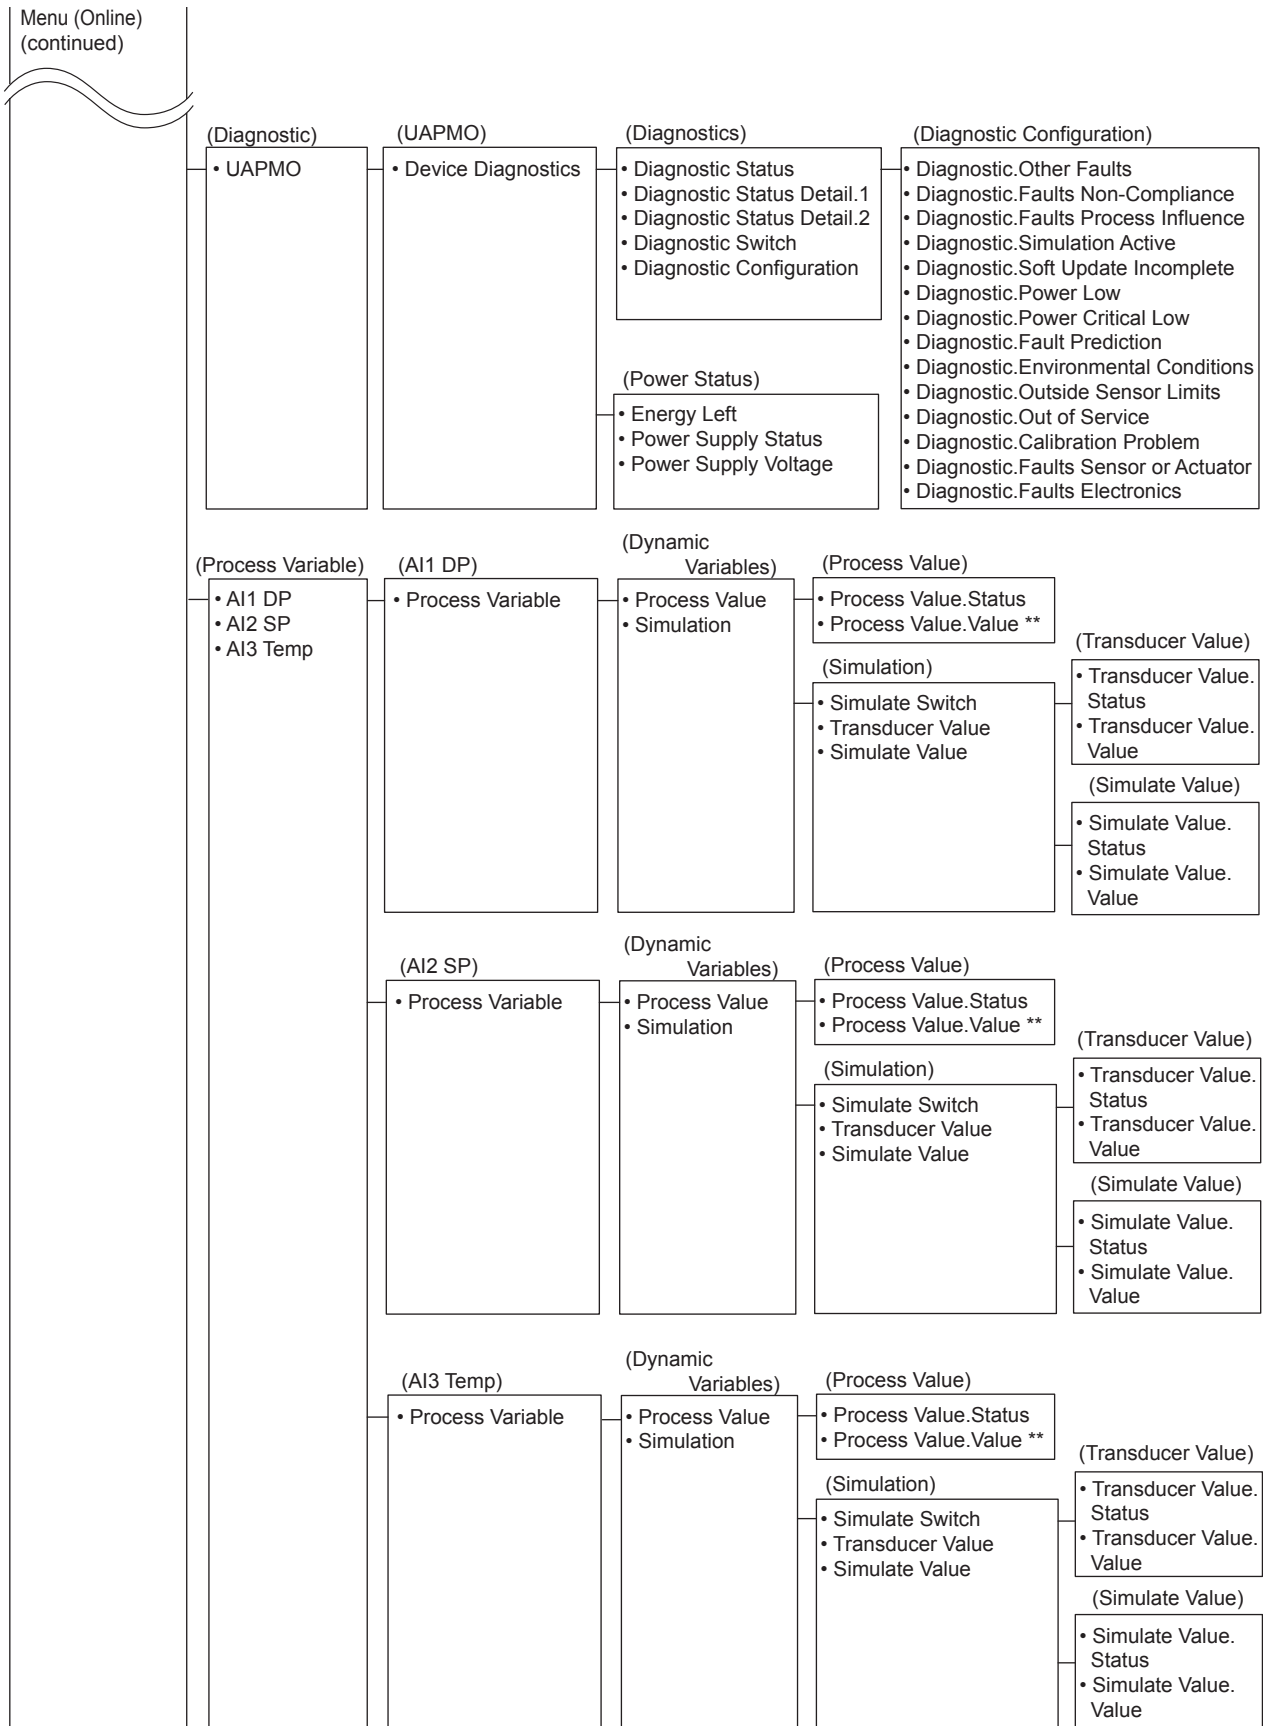 Menu (Online)
(continued)
(Diagnostic)
• UAPMO
(UAPMO)
• Device Diagnostics
(Diagnostics)
• Diagnostic Status
• Diagnostic Status Detail.1
• Diagnostic Status Detail.2
• Diagnostic Switch
• Diagnostic Configuration
(Diagnostic Configuration)
• Diagnostic.Other Faults
• Diagnostic.Faults Non-Compliance
• Diagnostic.Faults Process Influence
• Diagnostic.Simulation Active
• Diagnostic.Soft Update Incomplete
• Diagnostic.Power Low
• Diagnostic.Power Critical Low
• Diagnostic.Fault Prediction
• Diagnostic.Environmental Conditions
• Diagnostic.Outside Sensor Limits
• Diagnostic.Out of Service
• Diagnostic.Calibration Problem
• Diagnostic.Faults Sensor or Actuator
• Diagnostic.Faults Electronics
(Power Status)
• Energy Left
• Power Supply Status
• Power Supply Voltage
(Process Variable)
• AI1 DP
• AI2 SP
• AI3 Temp
(AI1 DP)
• Process Variable
(Dynamic
Variables)
• Process Value
• Simulation
(Process Value)
• Process Value.Status
• Process Value.Value **
(Simulation)
• Simulate Switch
• Transducer Value
• Simulate Value
(Transducer Value)
• Transducer Value.
Status
• Transducer Value.
Value
(Simulate Value)
• Simulate Value.
Status
• Simulate Value.
Value
(AI2 SP)
• Process Variable
(Dynamic
Variables)
• Process Value
• Simulation
(Process Value)
• Process Value.Status
• Process Value.Value **
(Simulation)
• Simulate Switch
• Transducer Value
• Simulate Value
(Transducer Value)
• Transducer Value.
Status
• Transducer Value.
Value
(Simulate Value)
• Simulate Value.
Status
• Simulate Value.
Value
(AI3 Temp)
• Process Variable
(Dynamic
Variables)
• Process Value
• Simulation
(Process Value)
• Process Value.Status
• Process Value.Value **
(Simulation)
• Simulate Switch
• Transducer Value
• Simulate Value
(Transducer Value)
• Transducer Value.
Status
• Transducer Value.
Value
(Simulate Value)
• Simulate Value.
Status
• Simulate Value.
Value